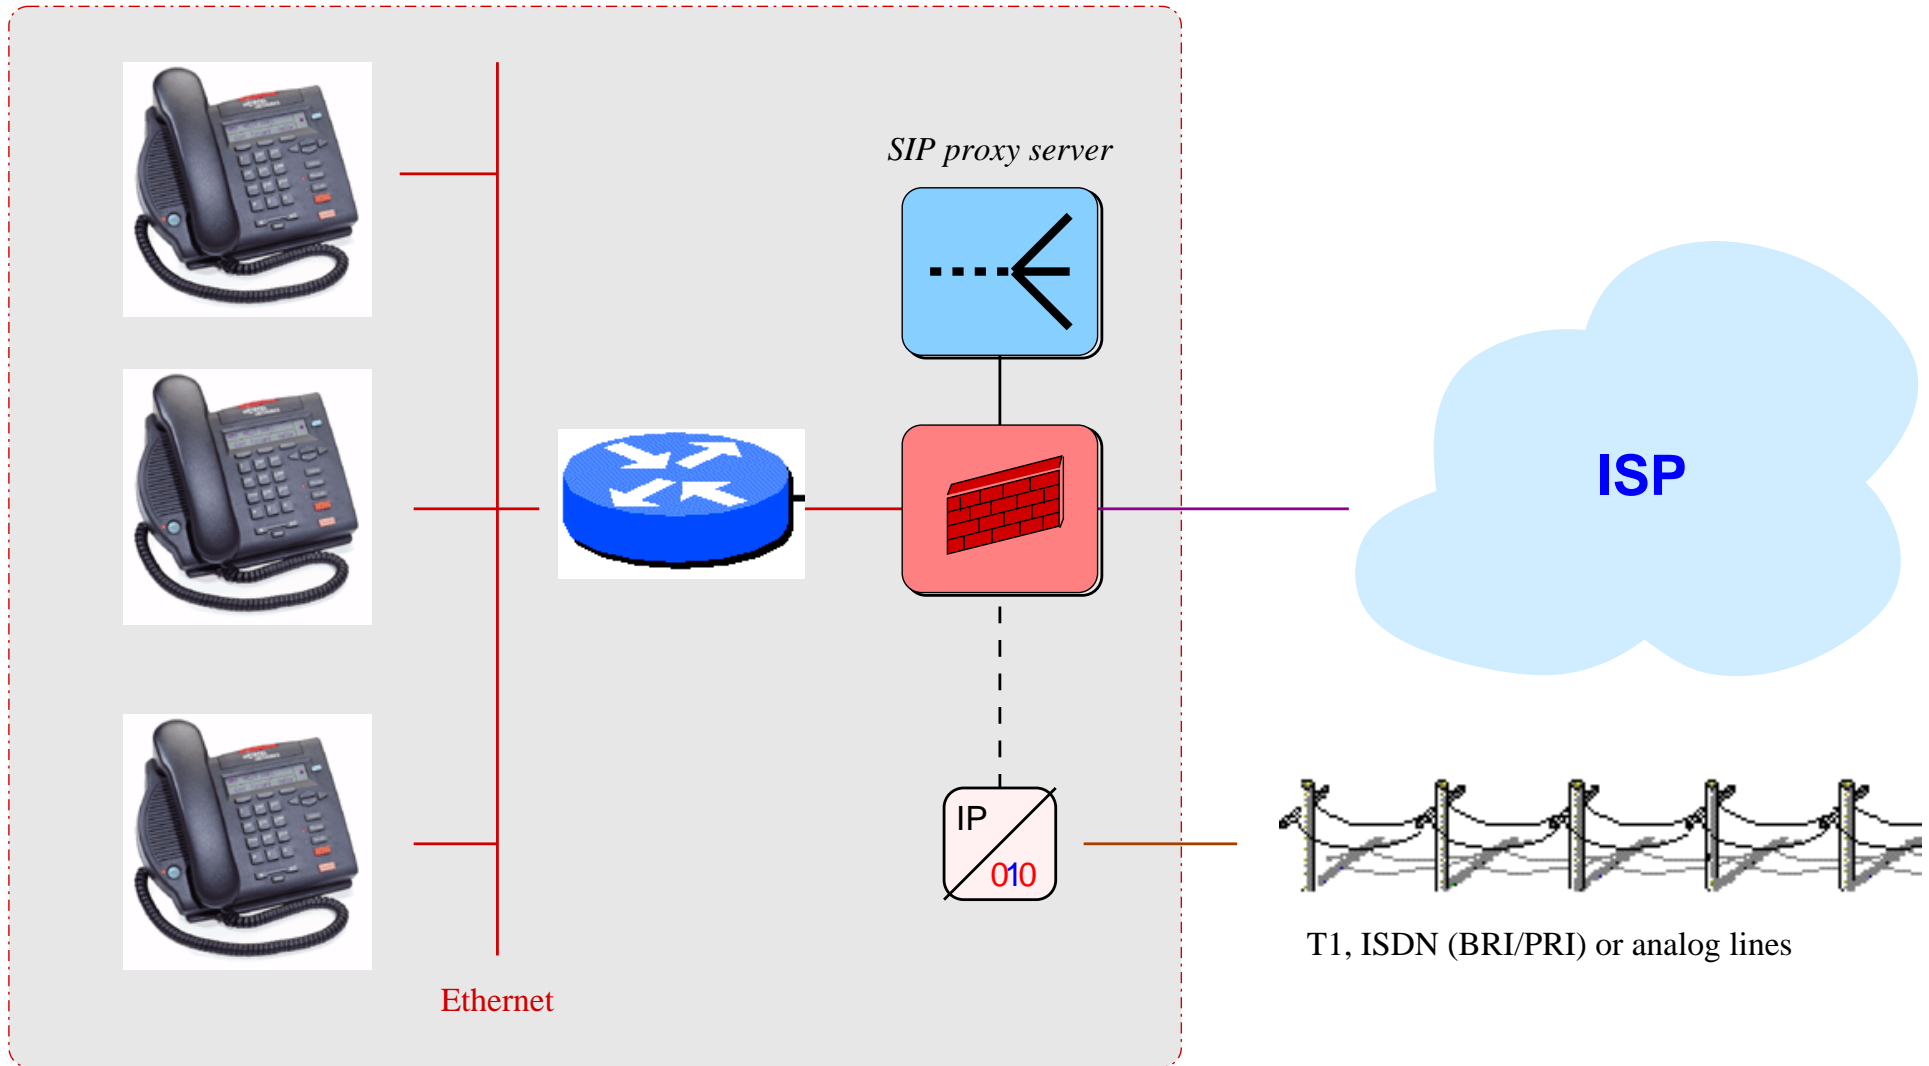 SIP proxy server
ISP
IP
010
T1, ISDN (BRI/PRI) or analog lines
Ethernet